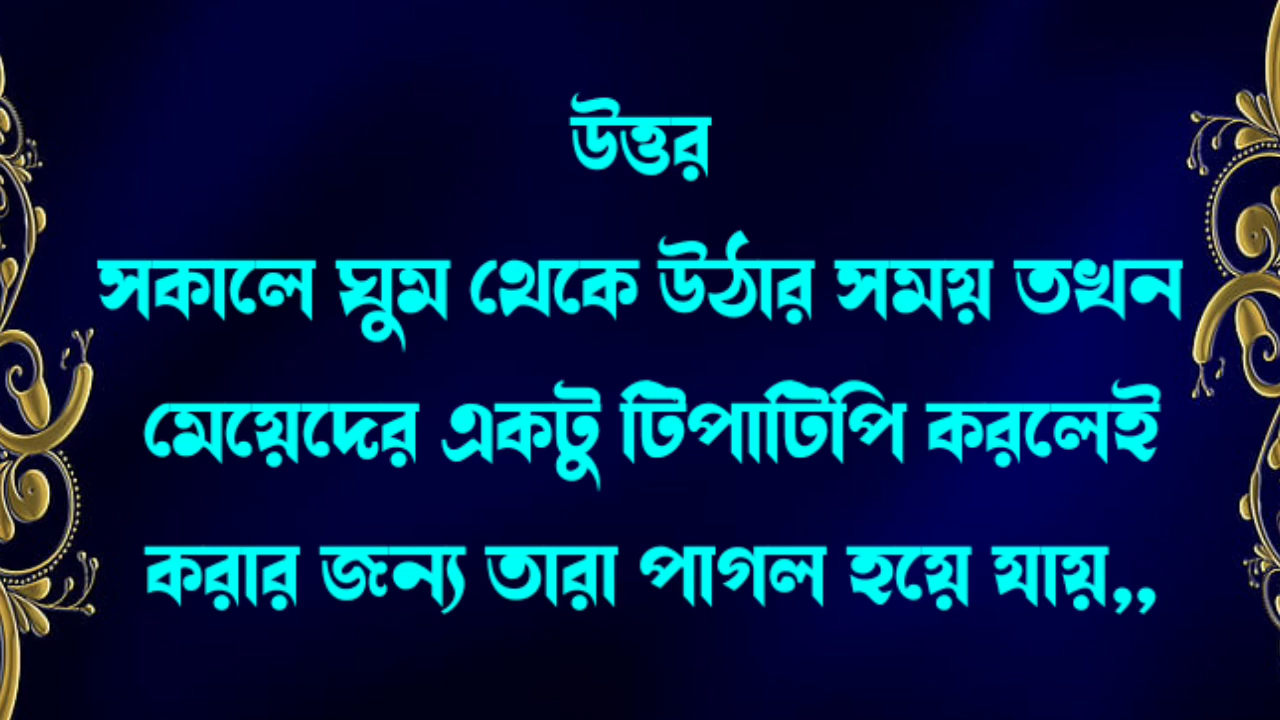 উত্তর
সকালে ঘুম থেকে উঠার সময় তখন
মেয়েদের একটু টিপাটিপি করলেই
করার জন্য তারা পাগল হয়ে যায়,,